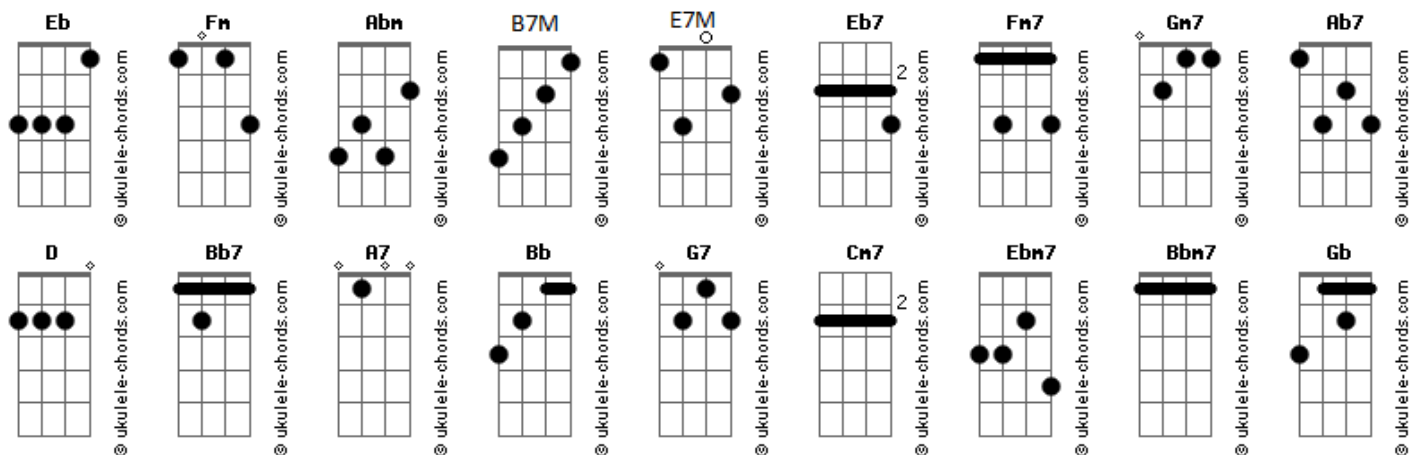 Eb Fm Abm B7M E7M Eb7 Fm7 Gm7 Ab7
2
© ukulele-chords.com © ukulele-chords.com © ukulele-chords.com © ukulele-chords.com © ukulele-chords.com © ukulele-chords.com © ukulele-chords.com © ukulele-chords.com © ukulele-chords.com
D Bb7 A7 Bb G7 Cm7 Ebm7 Bbm7 Gb
2
© ukulele-chords.com © ukulele-chords.com © ukulele-chords.com © ukulele-chords.com © ukulele-chords.com © ukulele-chords.com © ukulele-chords.com © ukulele-chords.com © ukulele-chords.com